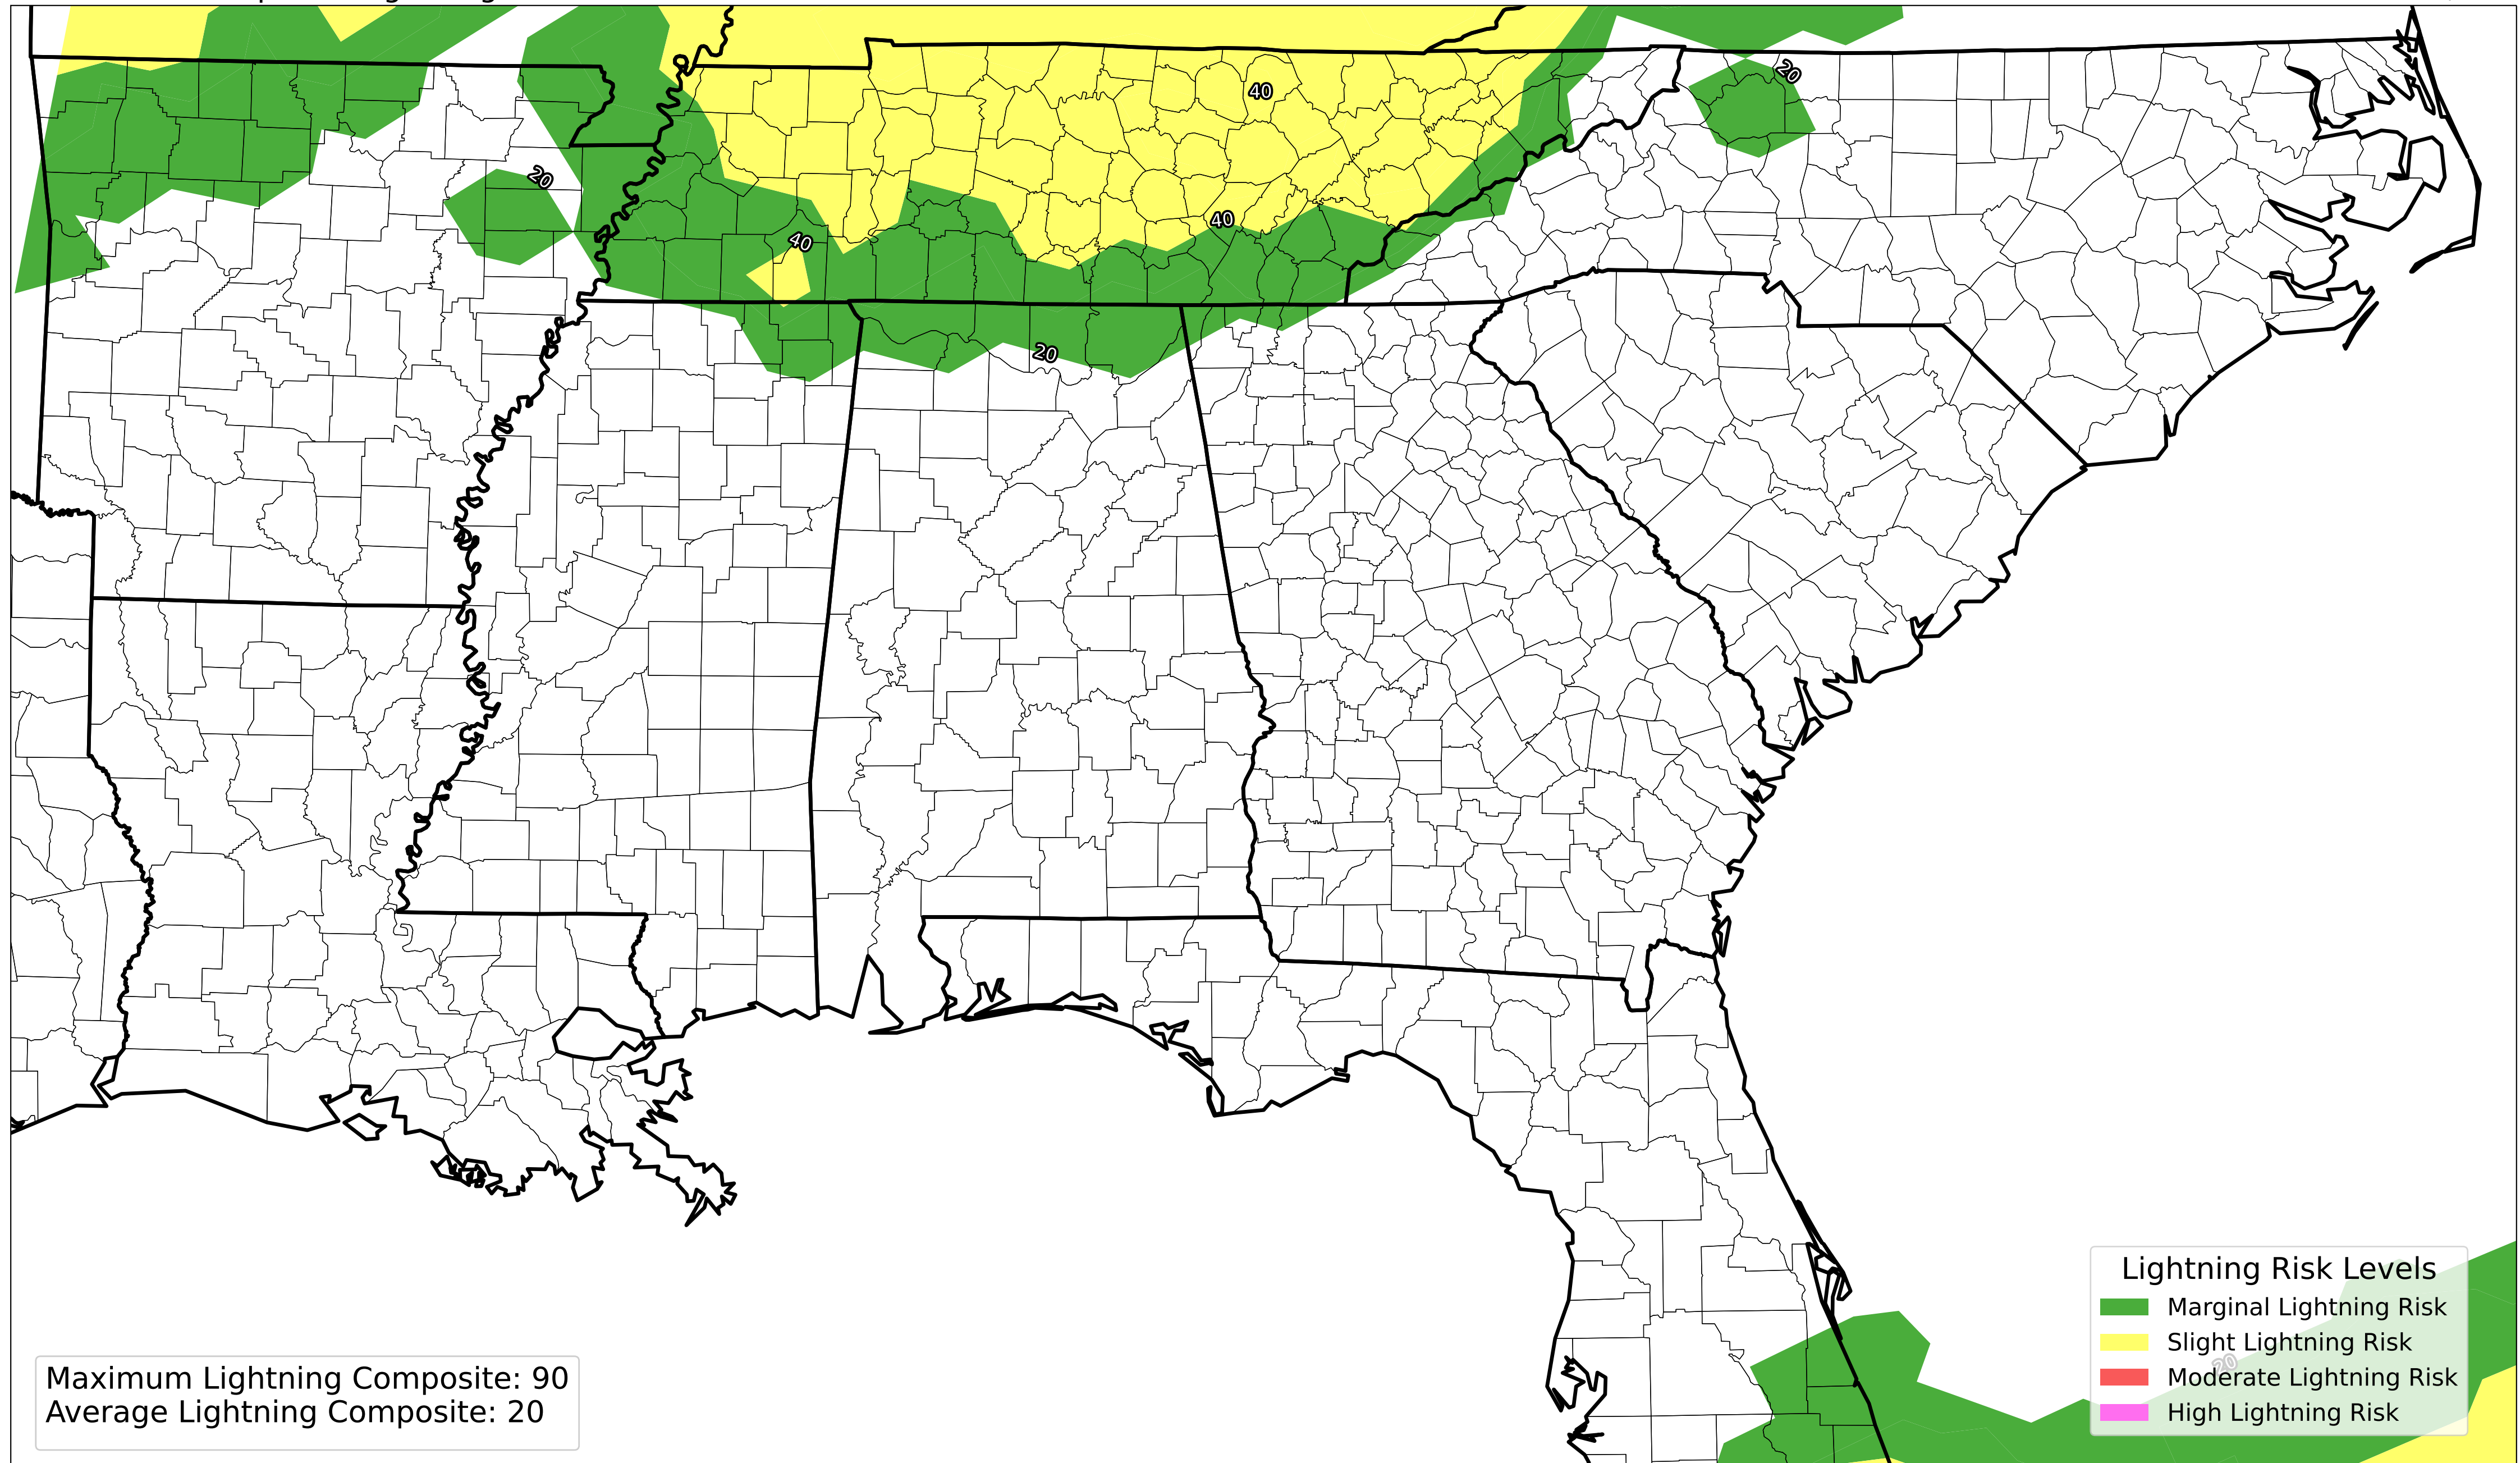 20
40
20
40
40
20
Lightning Risk Levels
Marginal Lightning Risk
Slight Lightning Risk
20
Moderate Lightning Risk
High Lightning Risk
Maximum Lightning Composite: 90
Average Lightning Composite: 20